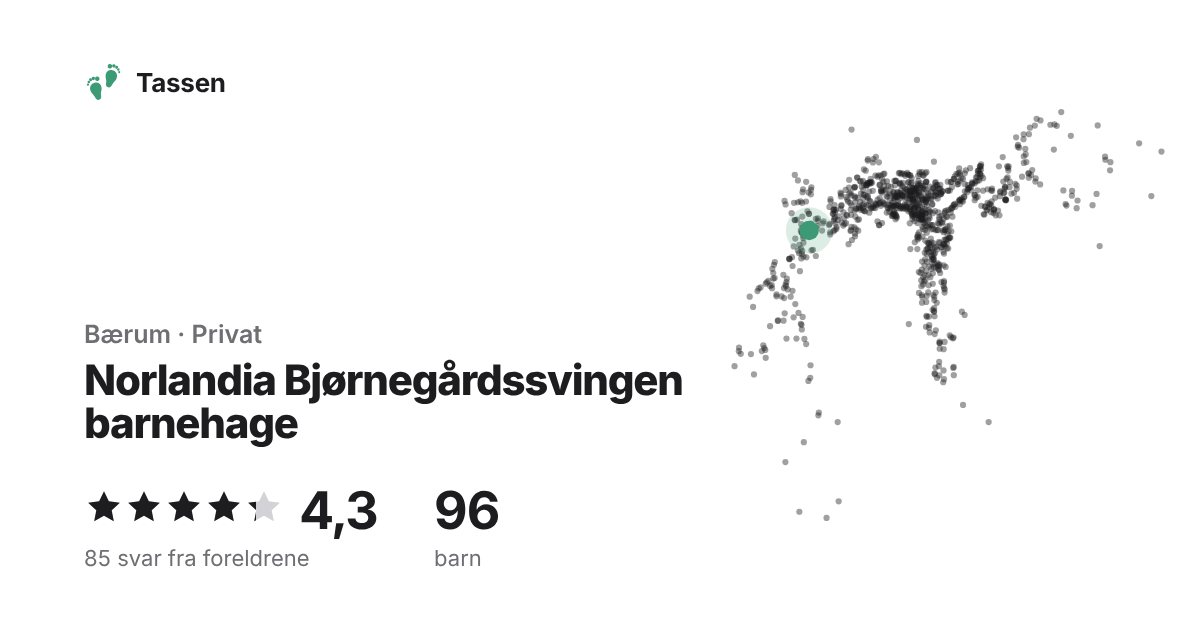 Tassen
Bærum · Privat
Norlandia Bjørnegårdssvingen
barnehage
4,3
85 svar fra foreldrene
96
barn